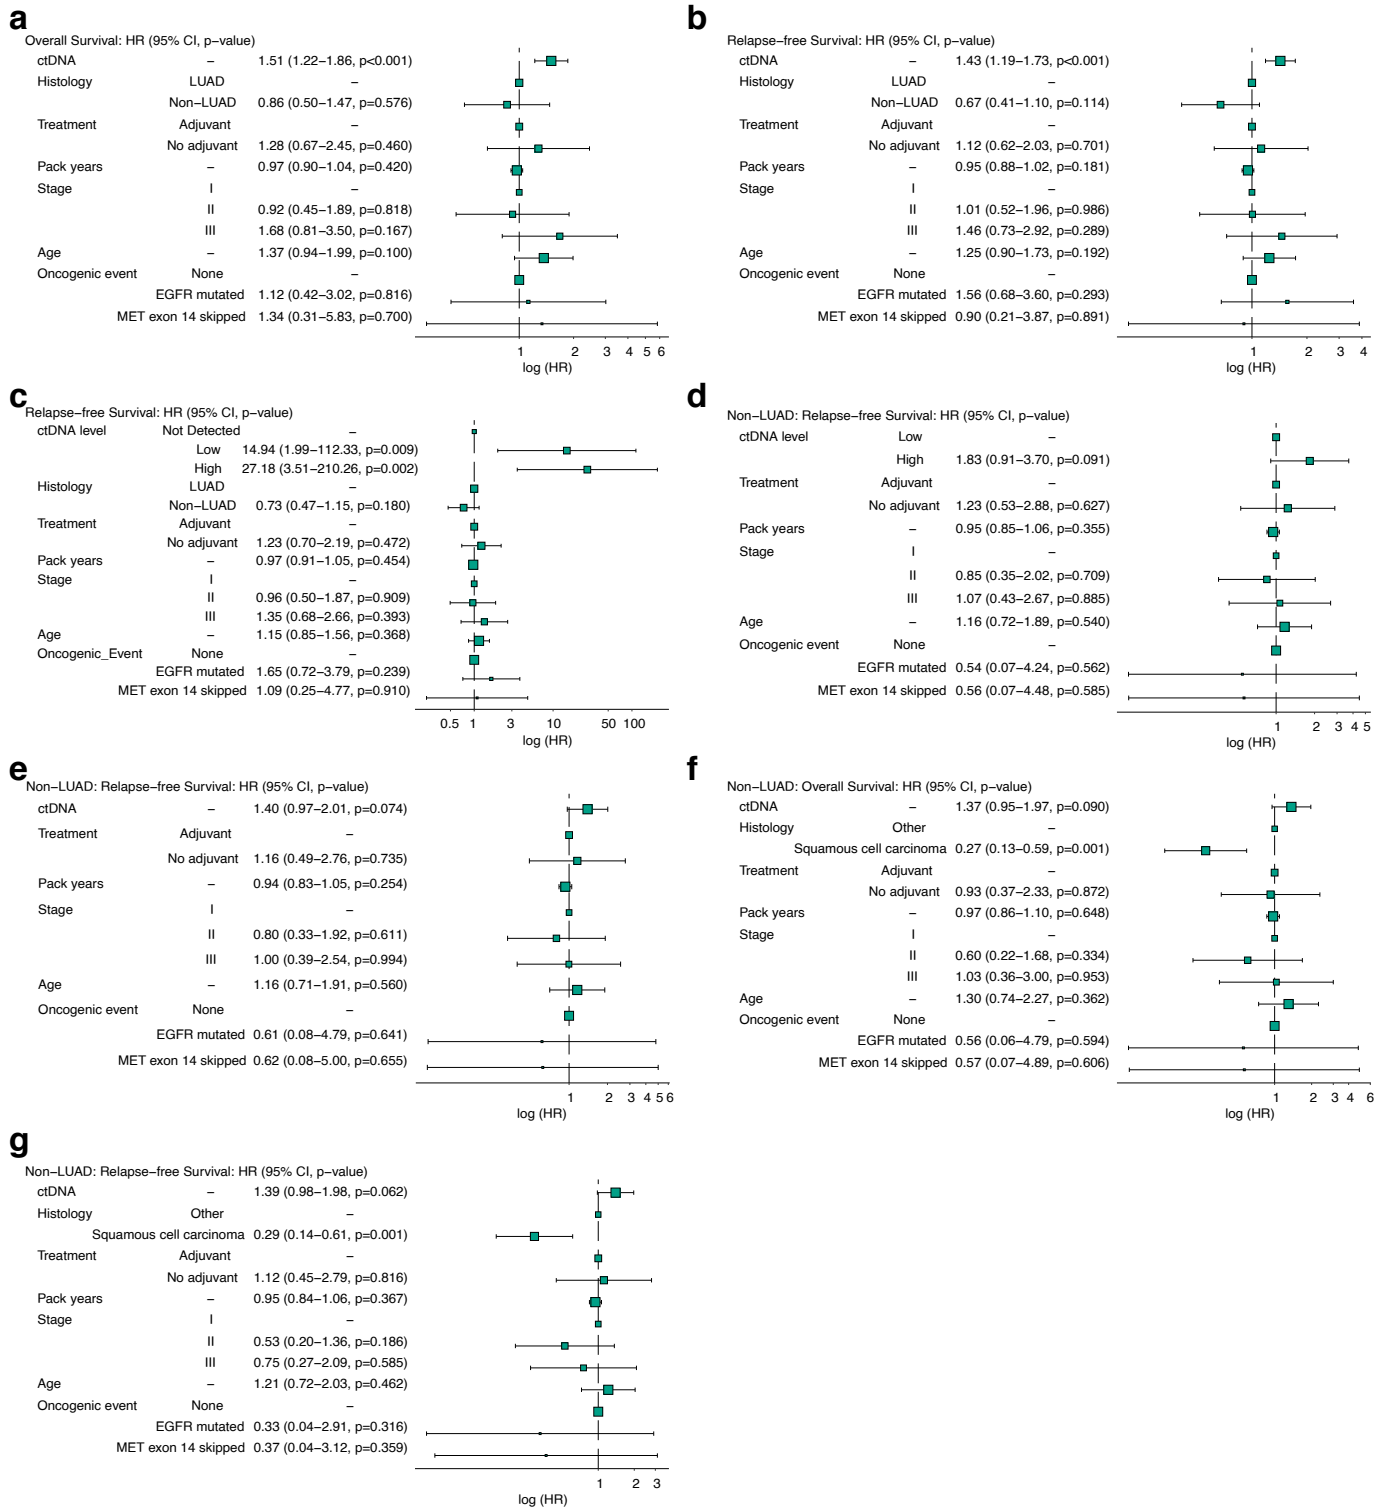 a
Overall Survival: HR (95% CI, p−value)
ctDNA − 1.51 (1.22−1.86, p<0.001)
Histology LUAD −
Non−LUAD 0.86 (0.50−1.47, p=0.576)
Treatment Adjuvant −
No adjuvant 1.28 (0.67−2.45, p=0.460)
Pack years − 0.97 (0.90−1.04, p=0.420)
Stage I −
II 0.92 (0.45−1.89, p=0.818)
III 1.68 (0.81−3.50, p=0.167)
Age − 1.37 (0.94−1.99, p=0.100)
Oncogenic event None −
EGFR mutated 1.12 (0.42−3.02, p=0.816)
MET exon 14 skipped 1.34 (0.31−5.83, p=0.700)
1 2 3 4 5 6
log (HR)
b
Relapse−free Survival: HR (95% CI, p−value)
ctDNA − 1.43 (1.19−1.73, p<0.001)
Histology LUAD −
Non−LUAD 0.67 (0.41−1.10, p=0.114)
Treatment Adjuvant −
No adjuvant 1.12 (0.62−2.03, p=0.701)
Pack years − 0.95 (0.88−1.02, p=0.181)
Stage I −
II 1.01 (0.52−1.96, p=0.986)
III 1.46 (0.73−2.92, p=0.289)
Age − 1.25 (0.90−1.73, p=0.192)
Oncogenic event None −
EGFR mutated 1.56 (0.68−3.60, p=0.293)
MET exon 14 skipped 0.90 (0.21−3.87, p=0.891)
1 2 3 4
log (HR)
c
Relapse−free Survival: HR (95% CI, p−value)
ctDNA level Not Detected −
Low 14.94 (1.99−112.33, p=0.009)
High 27.18 (3.51−210.26, p=0.002)
Histology LUAD −
Non−LUAD 0.73 (0.47−1.15, p=0.180)
Treatment Adjuvant −
No adjuvant 1.23 (0.70−2.19, p=0.472)
Pack years − 0.97 (0.91−1.05, p=0.454)
Stage I −
II 0.96 (0.50−1.87, p=0.909)
III 1.35 (0.68−2.66, p=0.393)
Age − 1.15 (0.85−1.56, p=0.368)
Oncogenic_Event None −
EGFR mutated 1.65 (0.72−3.79, p=0.239)
MET exon 14 skipped 1.09 (0.25−4.77, p=0.910)
0.5 1 3 10 50 100
log (HR)
d
Non−LUAD: Relapse−free Survival: HR (95% CI, p−value)
ctDNA level Low −
High 1.83 (0.91−3.70, p=0.091)
Treatment Adjuvant −
No adjuvant 1.23 (0.53−2.88, p=0.627)
Pack years − 0.95 (0.85−1.06, p=0.355)
Stage I −
II 0.85 (0.35−2.02, p=0.709)
III 1.07 (0.43−2.67, p=0.885)
Age − 1.16 (0.72−1.89, p=0.540)
Oncogenic event None −
EGFR mutated 0.54 (0.07−4.24, p=0.562)
MET exon 14 skipped 0.56 (0.07−4.48, p=0.585)
1 2 3 4 5
log (HR)
e
Non−LUAD: Relapse−free Survival: HR (95% CI, p−value)
ctDNA − 1.40 (0.97−2.01, p=0.074)
Treatment Adjuvant −
No adjuvant 1.16 (0.49−2.76, p=0.735)
Pack years − 0.94 (0.83−1.05, p=0.254)
Stage I −
II 0.80 (0.33−1.92, p=0.611)
III 1.00 (0.39−2.54, p=0.994)
Age − 1.16 (0.71−1.91, p=0.560)
Oncogenic event None −
EGFR mutated 0.61 (0.08−4.79, p=0.641)
MET exon 14 skipped 0.62 (0.08−5.00, p=0.655)
1 2 3 4 5 6
log (HR)
f
Non−LUAD: Overall Survival: HR (95% CI, p−value)
ctDNA − 1.37 (0.95−1.97, p=0.090)
Histology Other −
Squamous cell carcinoma 0.27 (0.13−0.59, p=0.001)
Treatment Adjuvant −
No adjuvant 0.93 (0.37−2.33, p=0.872)
Pack years − 0.97 (0.86−1.10, p=0.648)
Stage I −
II 0.60 (0.22−1.68, p=0.334)
III 1.03 (0.36−3.00, p=0.953)
Age − 1.30 (0.74−2.27, p=0.362)
Oncogenic event None −
EGFR mutated 0.56 (0.06−4.79, p=0.594)
MET exon 14 skipped 0.57 (0.07−4.89, p=0.606)
1 2 3 4 6
log (HR)
g
Non−LUAD: Relapse−free Survival: HR (95% CI, p−value)
ctDNA − 1.39 (0.98−1.98, p=0.062)
Histology Other −
Squamous cell carcinoma 0.29 (0.14−0.61, p=0.001)
Treatment Adjuvant −
No adjuvant 1.12 (0.45−2.79, p=0.816)
Pack years − 0.95 (0.84−1.06, p=0.367)
Stage I −
II 0.53 (0.20−1.36, p=0.186)
III 0.75 (0.27−2.09, p=0.585)
Age − 1.21 (0.72−2.03, p=0.462)
Oncogenic event None −
EGFR mutated 0.33 (0.04−2.91, p=0.316)
MET exon 14 skipped 0.37 (0.04−3.12, p=0.359)
1 2 3
log (HR)